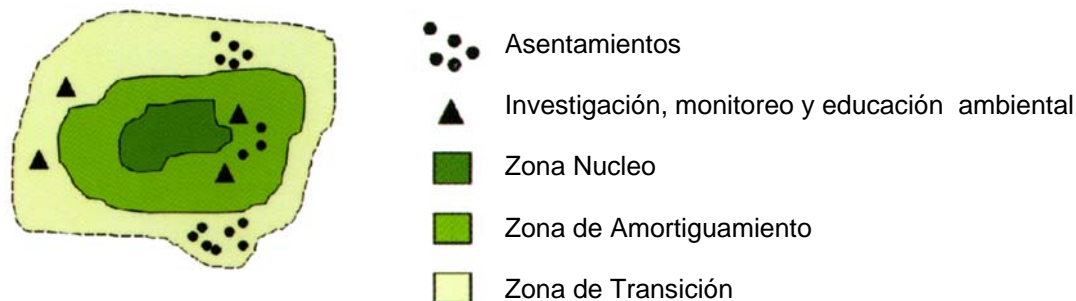 Asentamientos
Investigación, monitoreo y educación ambiental
Zona Nucleo
Zona de Amortiguamiento
Zona de Transición